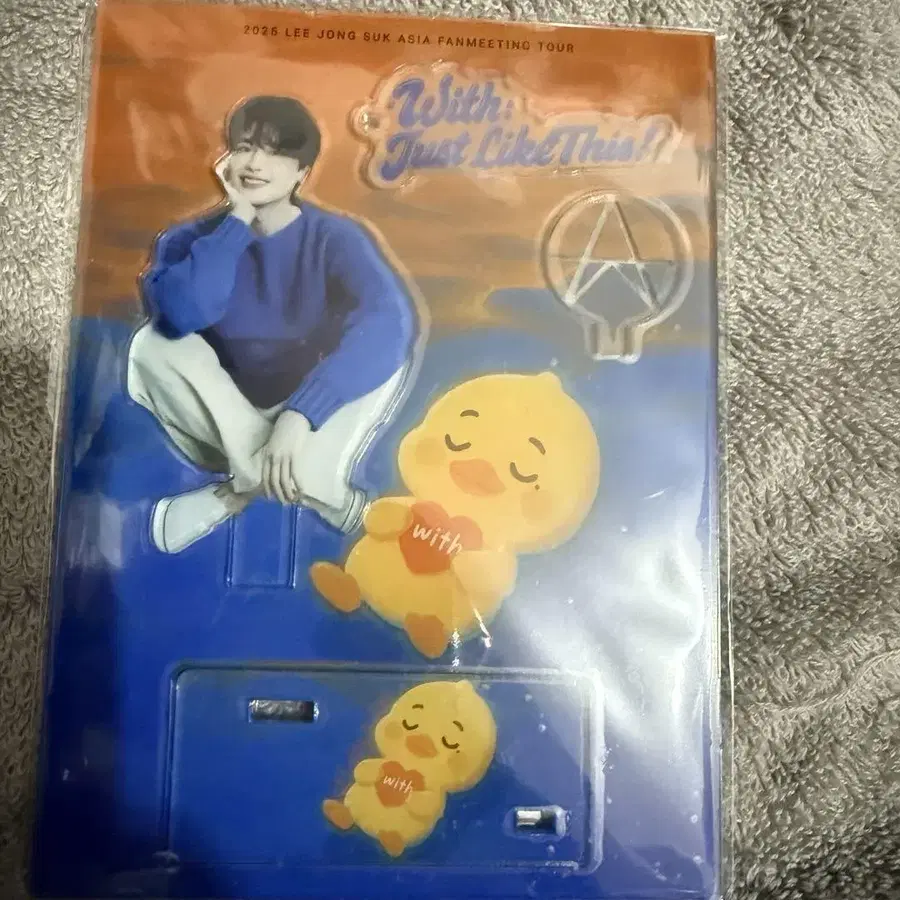 2025 LEE JONG SUK ASIA FANMEETING TOUR
With:
Just Like This!
with
with